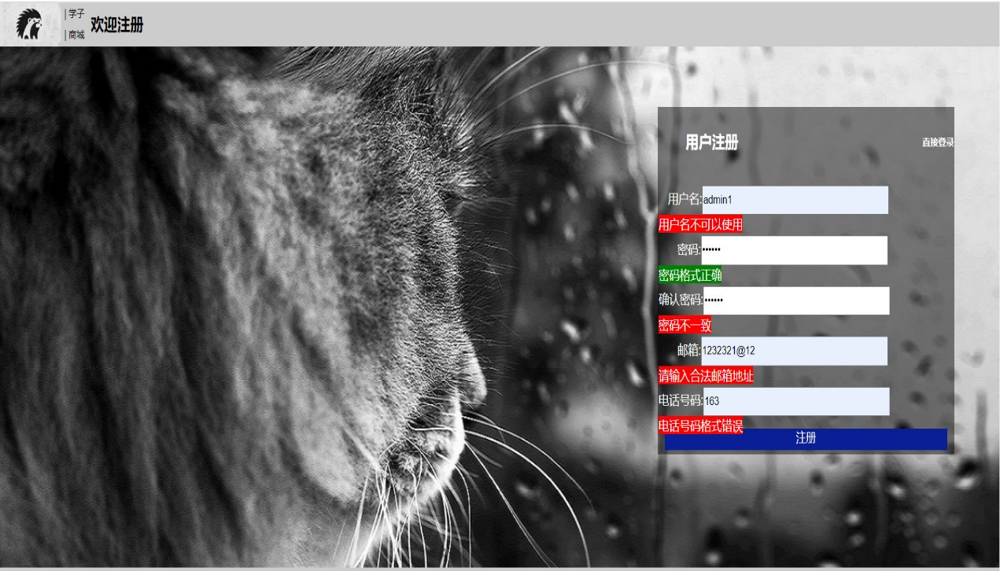 | 学子
| 商城
欢迎注册
用户注册 直接登录
用户名:admin1
用户名不可以使用
密码:••••••
密码格式正确
确认密码:••••••
密码不一致
邮箱:1232321@12
请输入合法邮箱地址
电话号码:163
电话号码格式错误
注册